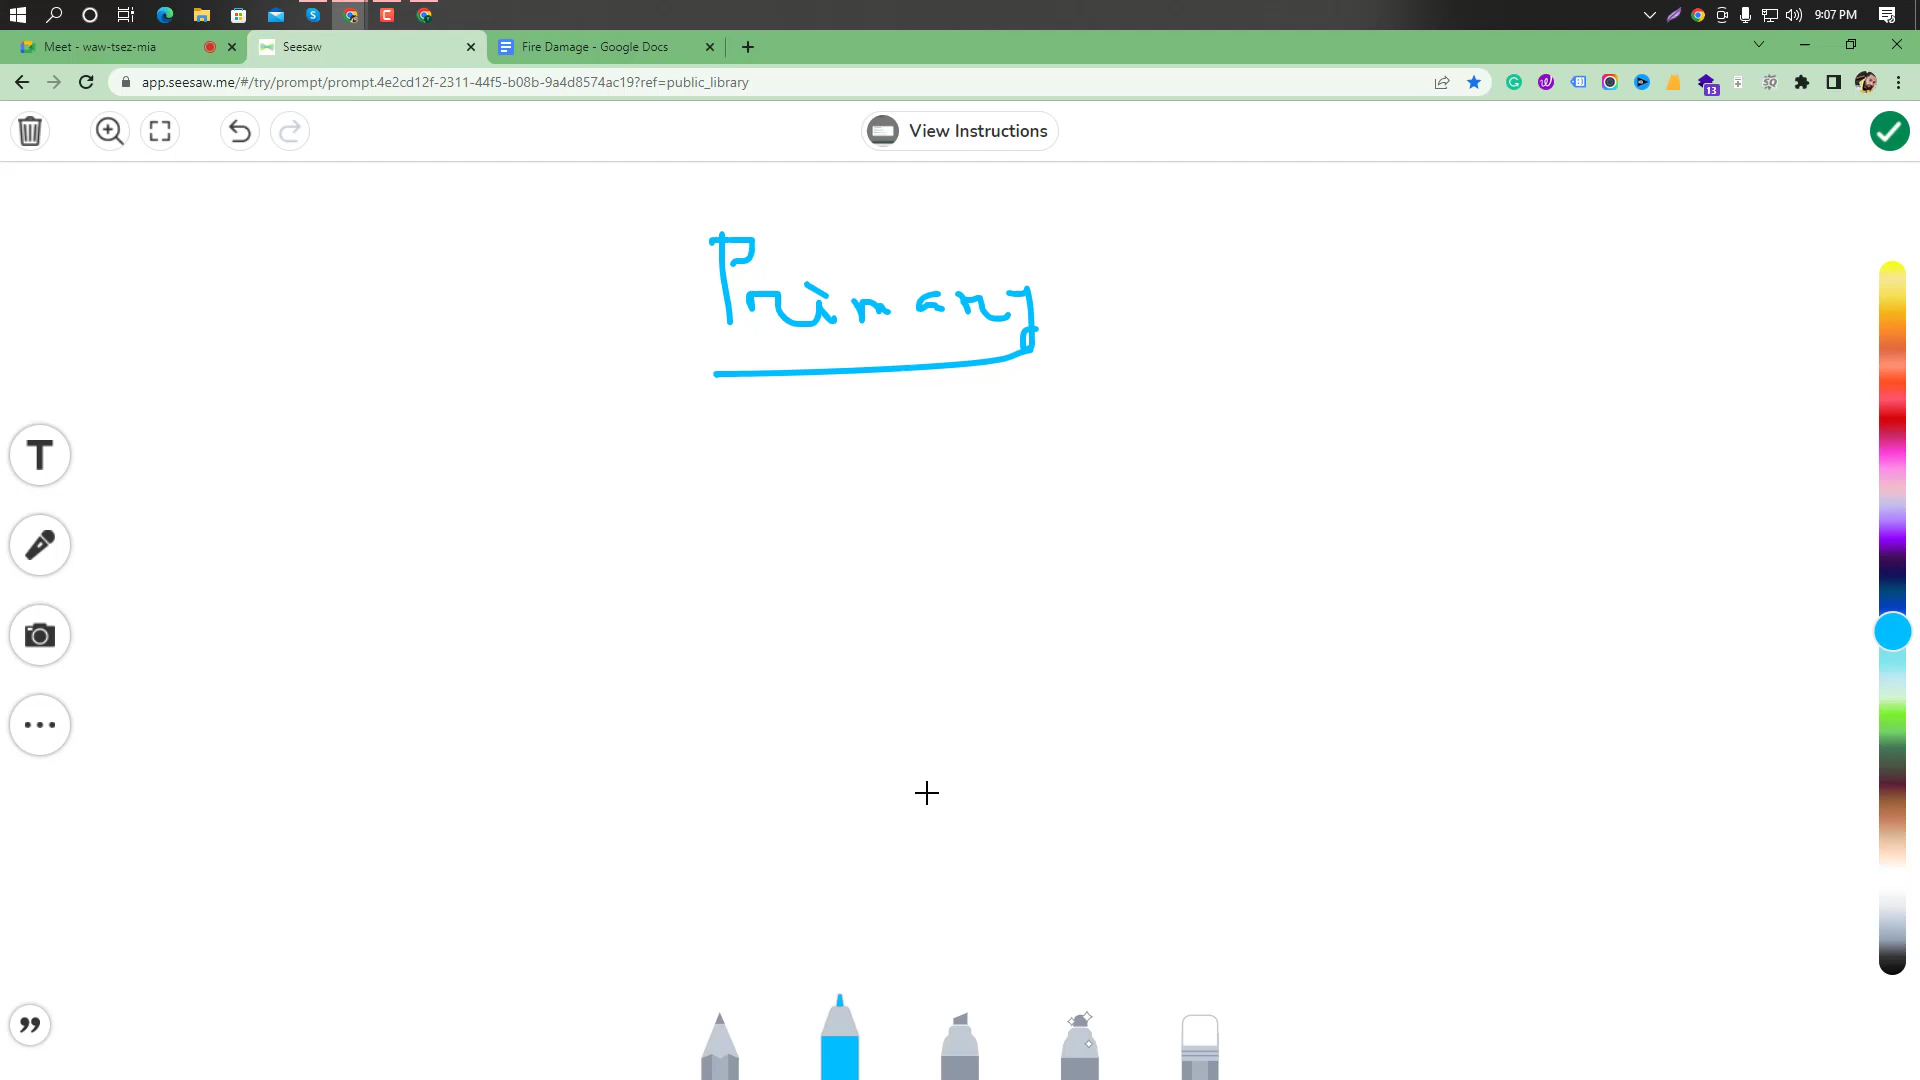 9:07 PM
Meet - waw-tsez-mia
Seesaw
Fire Damage - Google Docs
app.seesaw.me/#/try/prompt/prompt.4e2cd12f-2311-44f5-b08b-9a4d8574ac19?ref=public_library
13
View Instructions
Primary
T